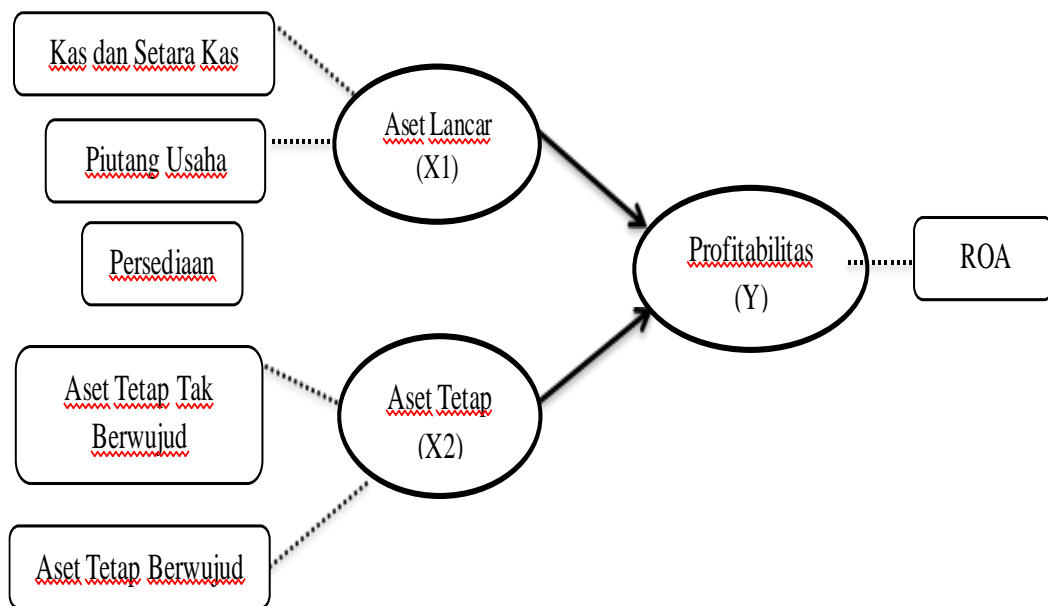 Kas dan Setara Kas
Piutang Usaha
Persediaan
Aset Tetap Tak
Berwujud
Aset Tetap Berwujud
Aset Lancar
(X1)
Aset Tetap
(X2)
Profitabilitas
(Y)
ROA